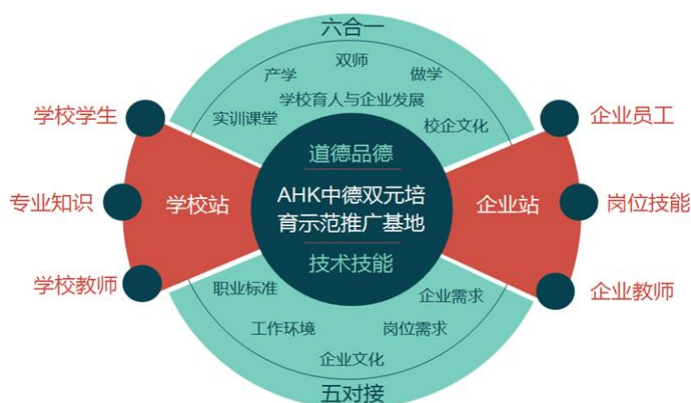 六合一
双师
产学
做学
学校育人与企业发展
实训课堂
校企文化
学校学生
企业员工
道德品德
专业知识
学校站
AHK中德双元培
育示范推广基地
企业站
岗位技能
技术技能
学校教师
企业教师
职业标准
企业需求
工作环境
岗位需求
企业文化
五对接